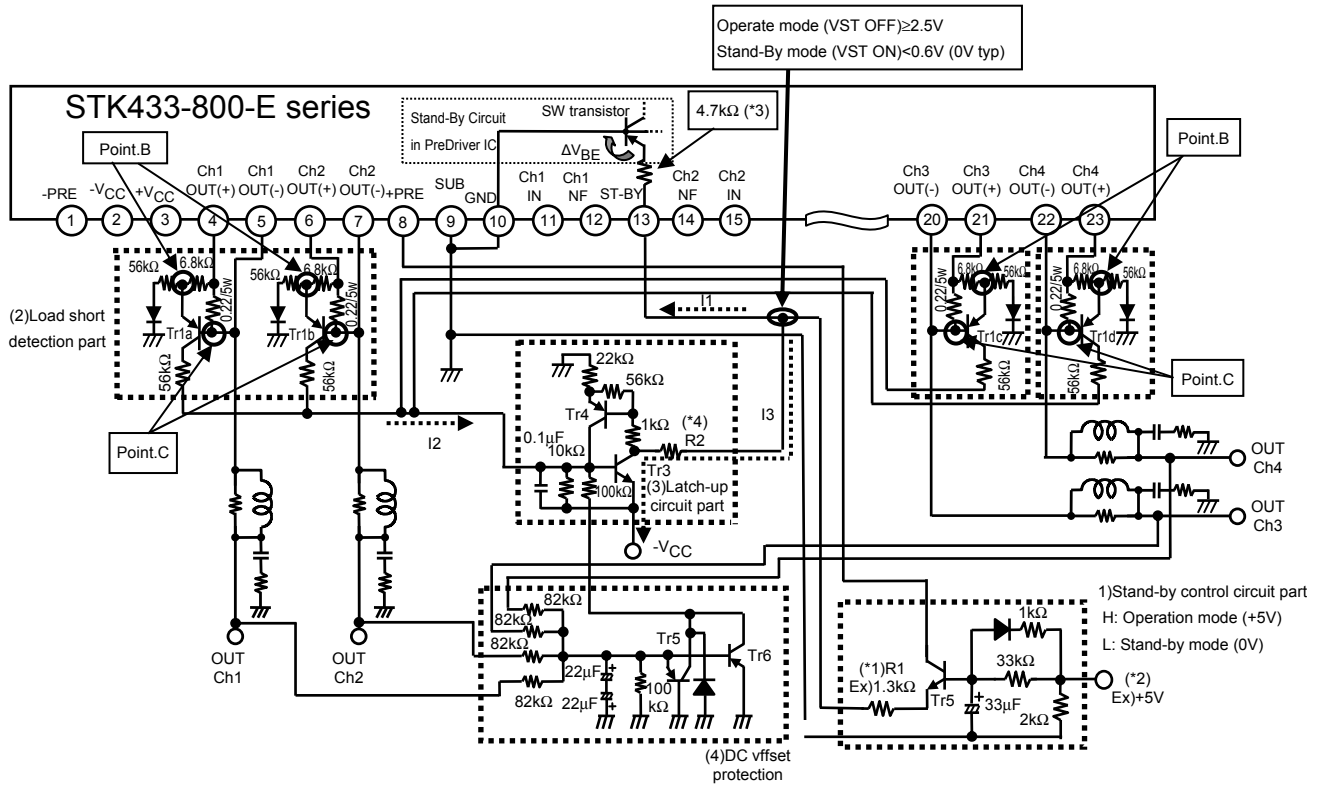 Operate mode (VST OFF)≥2.5V
Stand-By mode (VST ON)<0.6V (0V typ)
STK433-800-E series
Stand-By Circuit
in PreDriver IC
SW transistor
ΔVBE
4.7kΩ (*3)
Point.B
Point.B
-PRE
-VCC
+VCC
Ch1
OUT(+)
Ch1
OUT(-)
Ch2
OUT(+)
Ch2
OUT(-)
+PRE
SUB
GND
Ch1
IN
Ch1
NF
ST-BY
Ch2
NF
Ch2
IN
Ch3
OUT(-)
Ch3
OUT(+)
Ch4
OUT(-)
Ch4
OUT(+)
1 2 3 4 5 6 7 8 9 10 11 12 13 14 15 20 21 22 23
56kΩ
6.8kΩ
0.22/5w
Tr1a
56kΩ
56kΩ
6.8kΩ
0.22/5w
Tr1b
56kΩ
(2)Load short
detection part
Point.C
I1
I2
I3
6.8kΩ
56kΩ
0.22/5w
Tr1c
56kΩ
6.8kΩ
56kΩ
0.22/5w
Tr1d
56kΩ
Point.C
22kΩ
56kΩ
Tr4
1kΩ
(*4)
R2
0.1μF
10kΩ
100kΩ
Tr3
(3)Latch-up
circuit part
-VCC
OUT
Ch4
OUT
Ch3
OUT
Ch1
OUT
Ch2
82kΩ
82kΩ
82kΩ
82kΩ
22μF
22μF
+
+
100
kΩ
Tr5
Tr6
(4)DC vffset
protection
1)Stand-by control circuit part
H: Operation mode (+5V)
L: Stand-by mode (0V)
1kΩ
33kΩ
(*1)R1
Ex)1.3kΩ
Tr5
+
33μF
2kΩ
(*2)
Ex)+5V